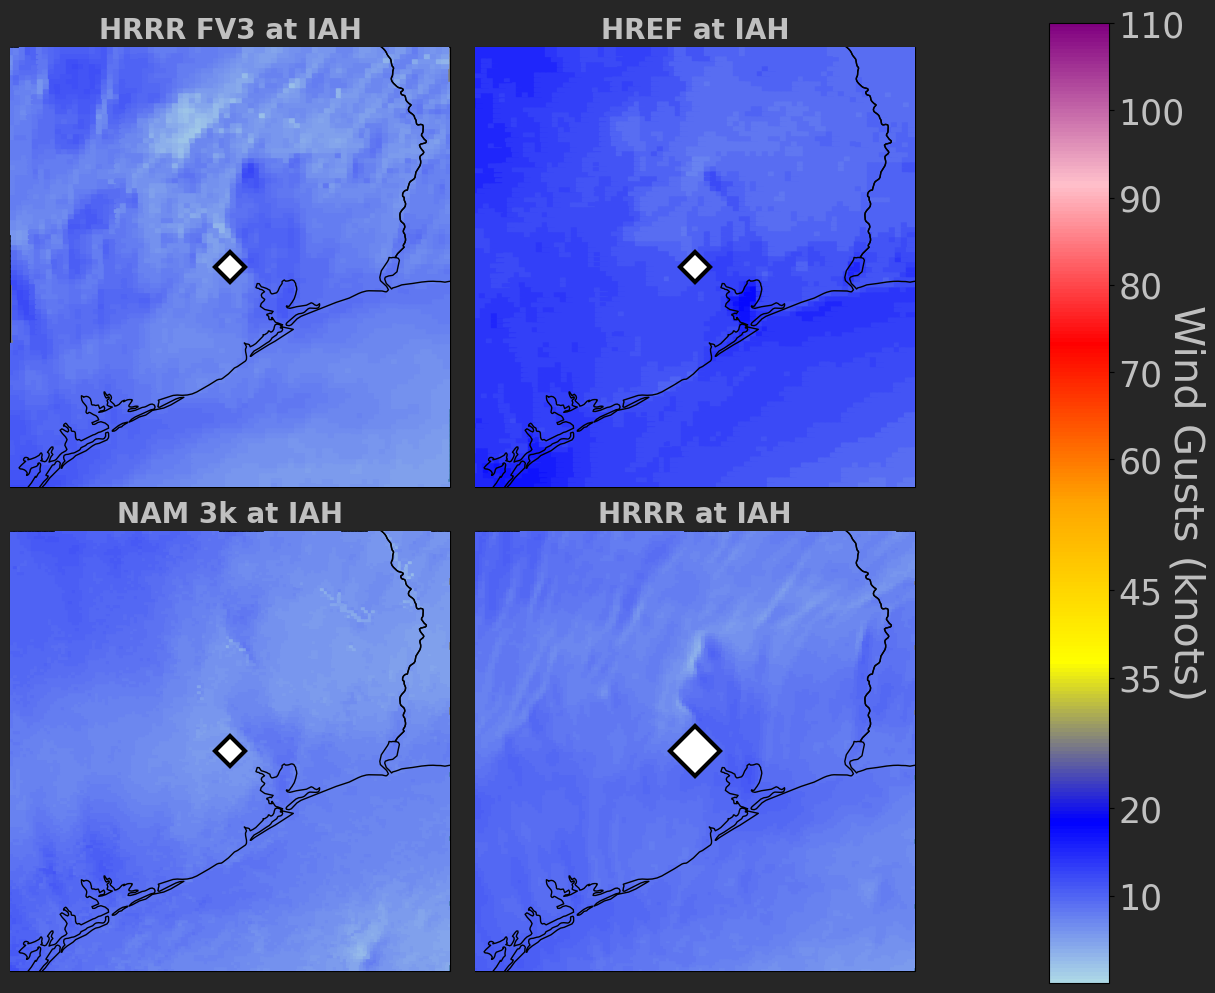 HRRR FV3 at IAH
HREF at IAH
NAM 3k at IAH
HRRR at IAH
110
100
90
80
70
60
45
35
20
10
Wind Gusts (knots)